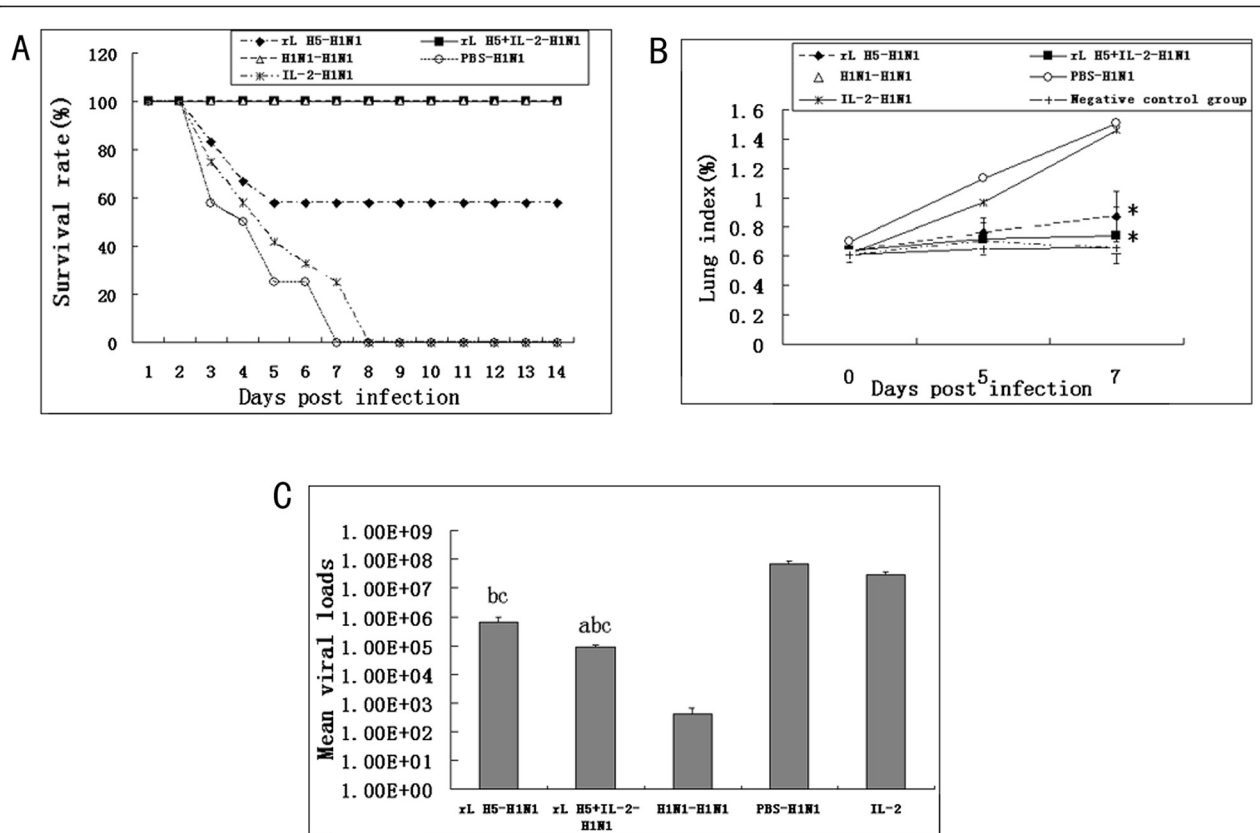 A
rL H5-H1N1 rL H5+IL-2-H1N1
H1N1-H1N1 PBS-H1N1
IL-2-H1N1
Survival rate(%)
120
100
80
60
40
20
0
1 2 3 4 5 6 7 8 9 10 11 12 13 14
Days post infection
B
rL H5-H1N1 rL H5+IL-2-H1N1
H1N1-H1N1 PBS-H1N1
IL-2-H1N1 Negative control group
Lung index(%)
1.6
1.4
1.2
1
0.8
0.6
0.4
0.2
0
*
*
0 5 7
Days post infection
C
Mean viral loads
1.00E+09
1.00E+08
1.00E+07
1.00E+06
1.00E+05
1.00E+04
1.00E+03
1.00E+02
1.00E+01
1.00E+00
bc
abc
rL H5-H1N1 rL H5+IL-2- H1N1-H1N1 PBS-H1N1 IL-2
H1N1